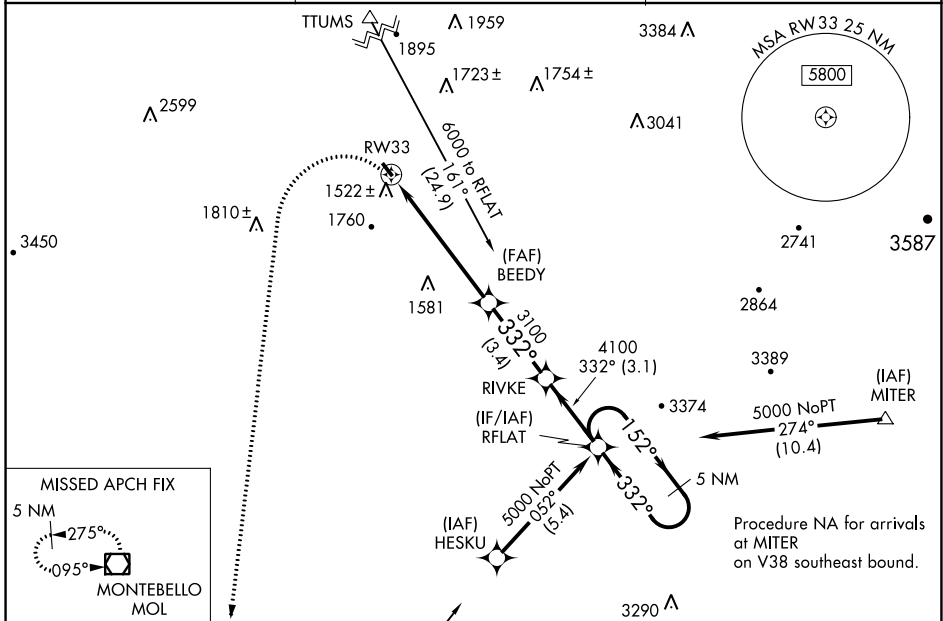 TTUMS
1959
1895
3384
MSA RW 33 25 NM
5800
1723 ±
1754 ±
2599
3041
6000 to RFLAT
161°
(24.9)
RW33
1522 ±
1810 ±
1760
3450
2741
3587
(FAF)
BEEDY
1581
2864
3100
332°
(3.4)
4100
332° (3.1)
3389
RIVKE
(IAF)
MITER
(IF/IAF)
RFLAT
3374
5000 NoPT
274°
(10.4)
152°
332°
5 NM
MISSED APCH FIX
5 NM
275°
095°
MONTEBELLO
MOL
5000 NoPT
052°
(5.4)
(IAF)
HESKU
Procedure NA for arrivals
at MITER
on V38 southeast bound.
3290